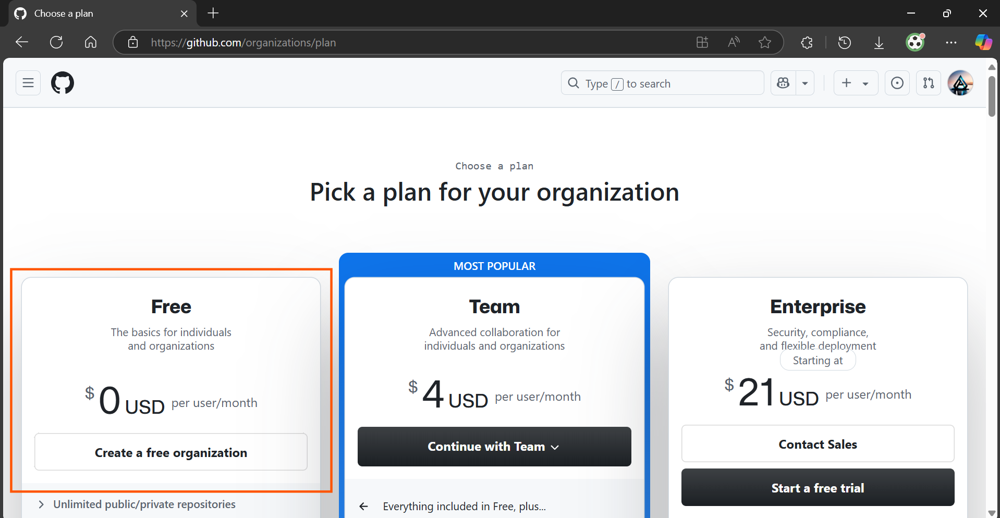 Choose a plan
https://github.com/organizations/plan
Type / to search
Choose a plan
Pick a plan for your organization
Free
The basics for individuals
and organizations
$0 USD per user/month
Create a free organization
Unlimited public/private repositories
MOST POPULAR
Team
Advanced collaboration for
individuals and organizations
$4 USD per user/month
Continue with Team
Everything included in Free, plus...
Enterprise
Security, compliance,
and flexible deployment
Starting at
$21 USD per user/month
Contact Sales
Start a free trial